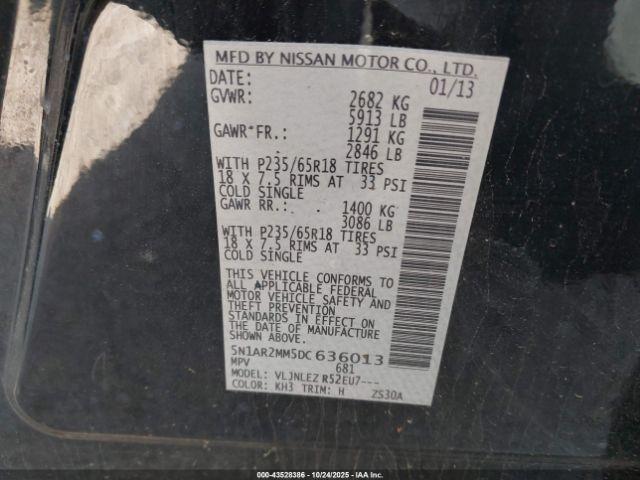 MFD BY NISSAN MOTOR CO., LTD.
DATE: 01/13
GVWR: 2682 KG
5913 LB
GAWR FR.: 1291 KG
2846 LB
WITH P235/65R18 TIRES
18 X 7.5 RIMS AT 33 PSI
COLD SINGLE
GAWR RR.: 1400 KG
3086 LB
WITH P235/65R18 TIRES
18 X 7.5 RIMS AT 33 PSI
COLD SINGLE
THIS VEHICLE CONFORMS TO
ALL APPLICABLE FEDERAL
MOTOR VEHICLE SAFETY AND
THEFT PREVENTION
STANDARDS IN EFFECT ON
THE DATE OF MANUFACTURE
SHOWN ABOVE.
5N1AR2MM5DC636013
MPV 681
MODEL: VLJNLEZ R52EU7---
COLOR: KH3 TRIM: H ZS30A
000-43528386 - 10/24/2025 - IAA Inc.